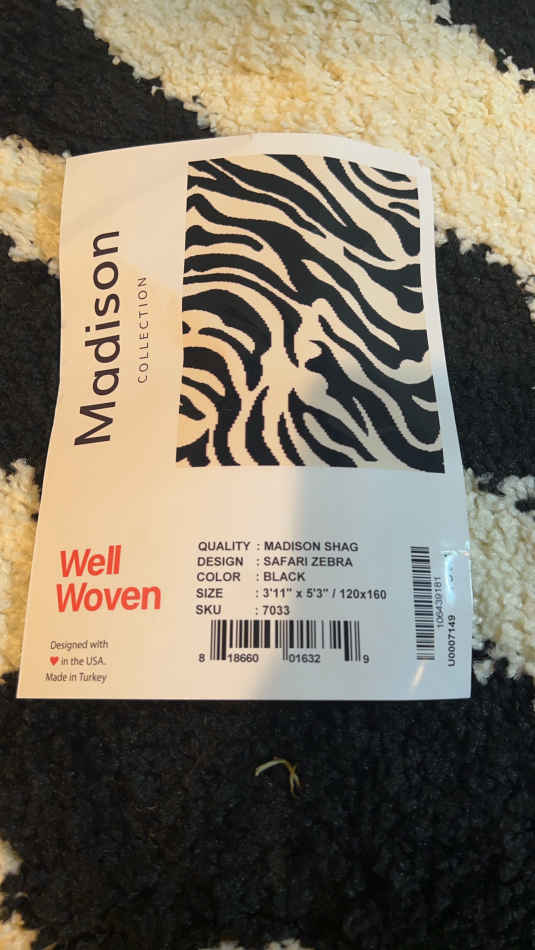 Madison
COLLECTION
Well
Woven
Designed with
♥ in the USA.
Made in Turkey
QUALITY : MADISON SHAG
DESIGN : SAFARI ZEBRA
COLOR : BLACK
SIZE : 3'11" x 5'3" / 120x160
SKU : 7033
8 18660 01632 9
106439181
U0007149